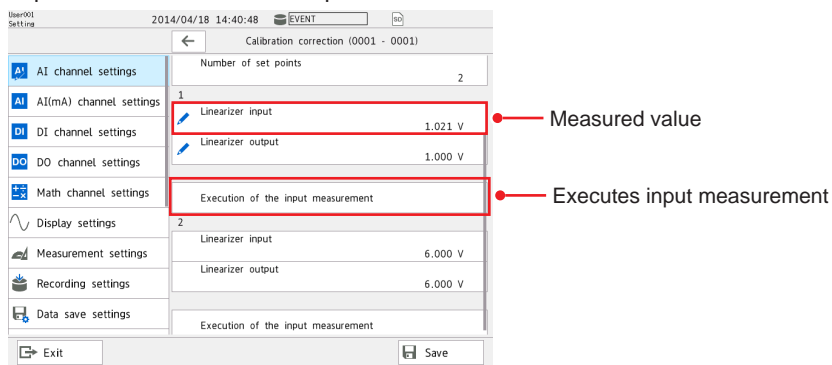 User001
Setting
2014/04/18 14:40:48
EVENT
SD
Calibration correction (0001 - 0001)
AI channel settings
AI AI(mA) channel settings
DI DI channel settings
DO DO channel settings
Math channel settings
Display settings
Measurement settings
Recording settings
Data save settings
Number of set points
2
1
Linearizer input
1.021 V
Linearizer output
1.000 V
Execution of the input measurement
2
Linearizer input
6.000 V
Linearizer output
6.000 V
Execution of the input measurement
Exit
Save
Measured value
Executes input measurement